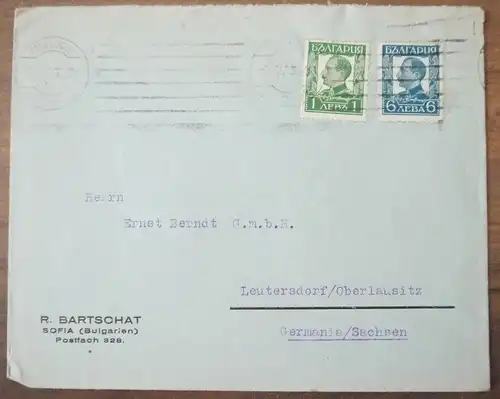 БЪЛГАРИЯ БЪЛГАРИЯ
1 ЛЕВЪ 1 6 ЛЕВА 6
Herrn
Ernst Berndt G.m.b.H.
Leutersdorf/Oberlausitz
Germania/Sachsen
R. BARTSCHAT
SOFIA (Bulgarien)
Postfach 328.